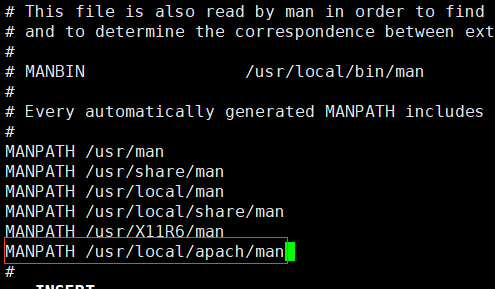 # This file is also read by man in order to find
# and to determine the correspondence between ext
#
# MANBIN /usr/local/bin/man
#
# Every automatically generated MANPATH includes
#
MANPATH /usr/man
MANPATH /usr/share/man
MANPATH /usr/local/man
MANPATH /usr/local/share/man
MANPATH /usr/X11R6/man
MANPATH /usr/local/apach/man
#
INSERT